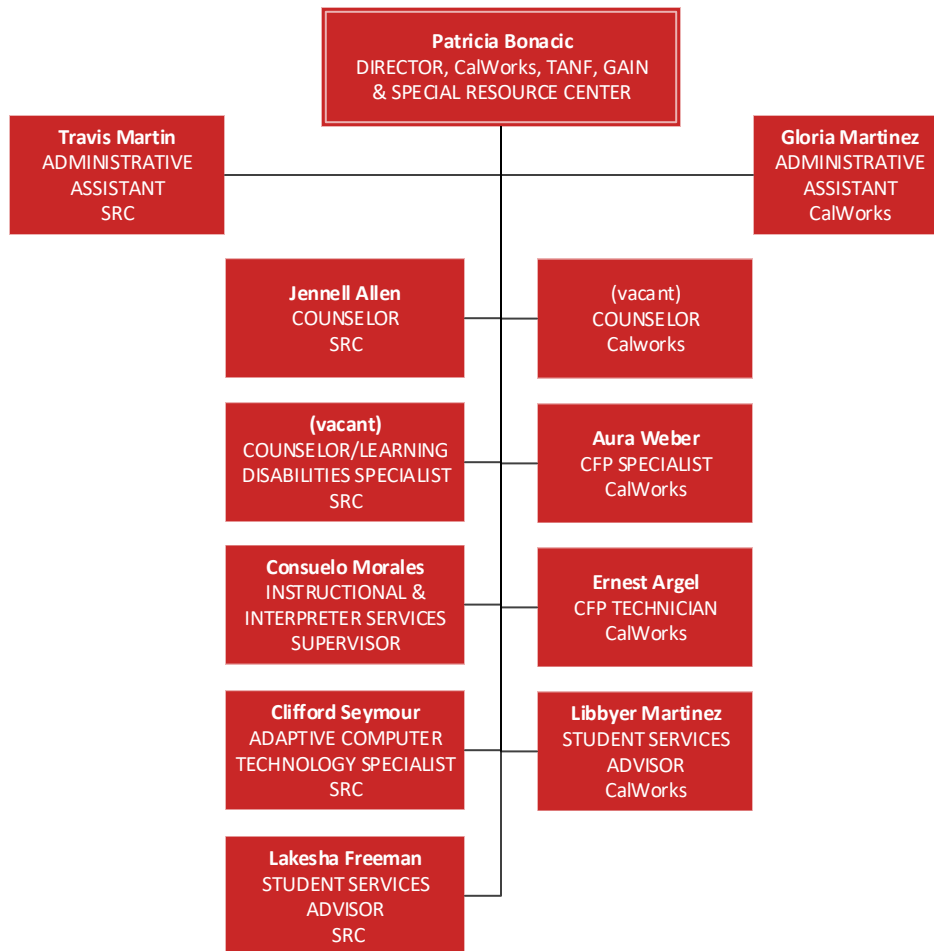 Patricia Bonacic
DIRECTOR, CalWorks, TANF, GAIN
& SPECIAL RESOURCE CENTER
Travis Martin
ADMINISTRATIVE
ASSISTANT
SRC
Gloria Martinez
ADMINISTRATIVE
ASSISTANT
CalWorks
Jennell Allen
COUNSELOR
SRC
(vacant)
COUNSELOR
Calworks
(vacant)
COUNSELOR/LEARNING
DISABILITIES SPECIALIST
SRC
Aura Weber
CFP SPECIALIST
CalWorks
Consuelo Morales
INSTRUCTIONAL &
INTERPRETER SERVICES
SUPERVISOR
Ernest Argel
CFP TECHNICIAN
CalWorks
Clifford Seymour
ADAPTIVE COMPUTER
TECHNOLOGY SPECIALIST
SRC
Libbyer Martinez
STUDENT SERVICES
ADVISOR
CalWorks
Lakesha Freeman
STUDENT SERVICES
ADVISOR
SRC